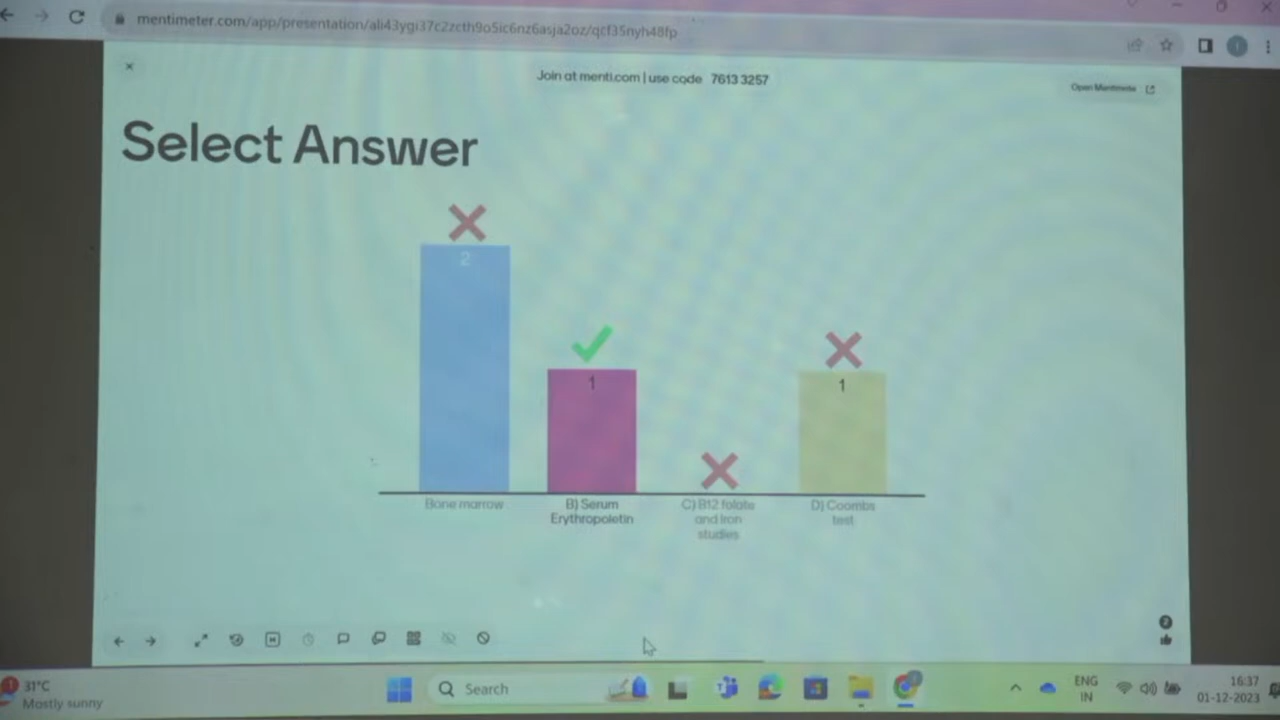 mentimeter.com/app/presentation/ali43ygi37c2zcth9o5ic6nz6asja2oz/qcf35nyh48fp
Join at menti.com | use code 7613 3257
Open Mentimeter
Select Answer
2
1
1
Bone marrow
B) Serum
Erythropoietin
C) B12 folate
and iron
studies
D) Coombs
test
2
1
31°C
Mostly sunny
Search
ENG
IN
16:37
01-12-2023